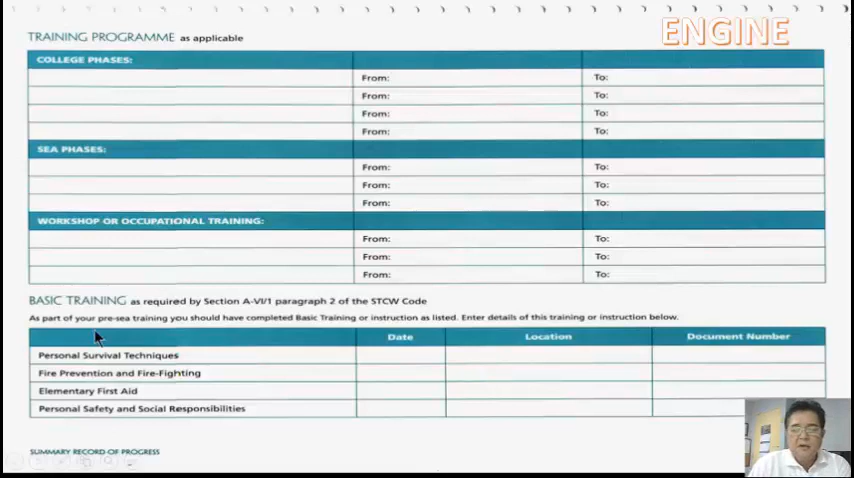 ENGINE
TRAINING PROGRAMME as applicable
COLLEGE PHASES:
From: To:
From: To:
From: To:
From: To:
SEA PHASES:
From: To:
From: To:
From: To:
WORKSHOP OR OCCUPATIONAL TRAINING:
From: To:
From: To:
From: To:
BASIC TRAINING as required by Section A-VI/1 paragraph 2 of the STCW Code
As part of your pre-sea training you should have completed Basic Training or instruction as listed. Enter details of this training or instruction below.
Date Location Document Number
Personal Survival Techniques
Fire Prevention and Fire-Fighting
Elementary First Aid
Personal Safety and Social Responsibilities
SUMMARY RECORD OF PROGRESS